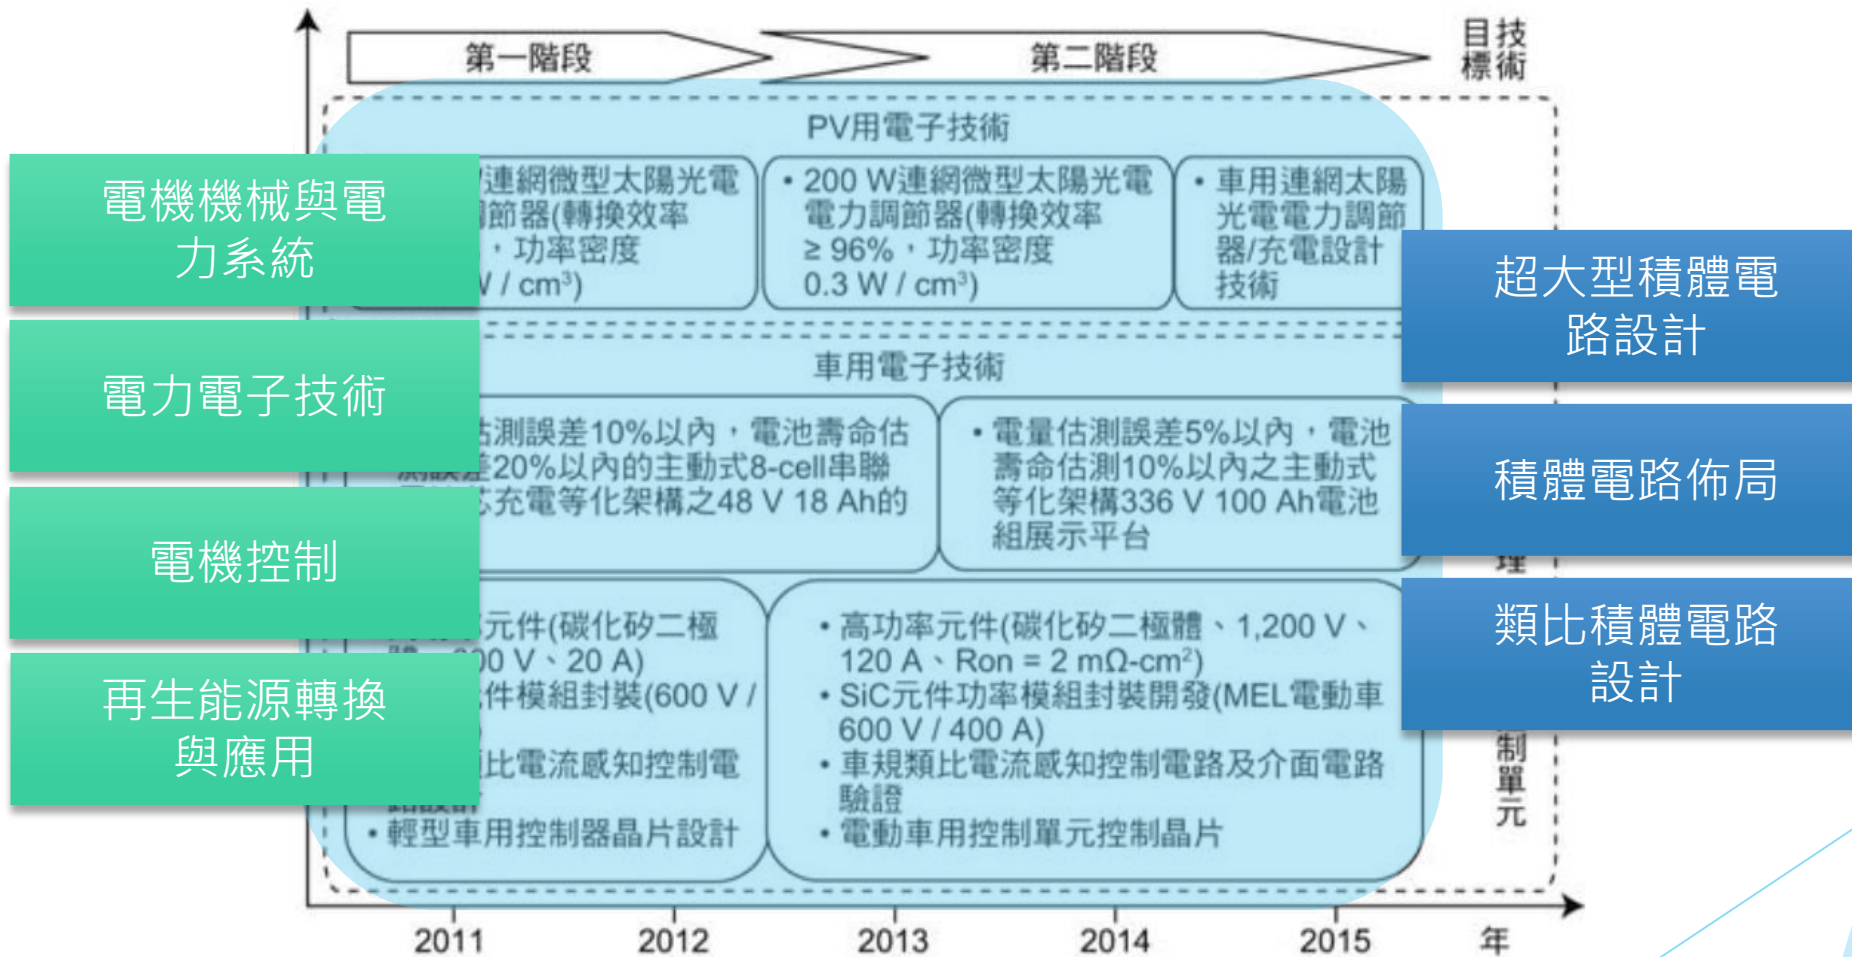 第一階段
第二階段
技術
目標
PV用電子技術
連網微型太陽光電
節器(轉換效率
，功率密度
/ cm³)
• 200 W連網微型太陽光電
電力調節器(轉換效率
≥ 96%，功率密度
0.3 W / cm³)
• 車用連網太陽
光電電力調節
器/充電設計
技術
車用電子技術
測誤差10%以內，電池壽命估
測誤差20%以內的主動式8-cell串聯
芯充電等化架構之48 V 18 Ah的
• 電量估測誤差5%以內，電池
壽命估測10%以內之主動式
等化架構336 V 100 Ah電池
組展示平台
元件(碳化矽二極
00 V、20 A)
件模組封裝(600 V /
比電流感知控制電
路設計
• 輕型車用控制器晶片設計
• 高功率元件(碳化矽二極體、1,200 V、
120 A、Ron = 2 mΩ-cm²)
• SiC元件功率模組封裝開發(MEL電動車
600 V / 400 A)
• 車規類比電流感知控制電路及介面電路
驗證
• 電動車用控制單元控制晶片
理
制單元
2011
2012
2013
2014
2015
年
電機機械與電
力系統
電力電子技術
電機控制
再生能源轉換
與應用
超大型積體電
路設計
積體電路佈局
類比積體電路
設計